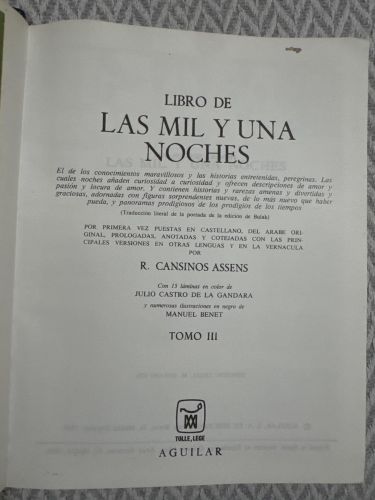 LIBRO DE
LAS MIL Y UNA
NOCHES
El de los conocimientos maravillosos y las historias entretenidas, peregrinas. Las
cuales noches añaden curiosidad a curiosidad y ofrecen descripciones de amor y
pasión y locura de amor. Y contienen historias y rarezas amenas y divertidas y
graciosas, adornadas con figuras sorprendentes nuevas, de lo más nuevo que haber
pueda, y panoramas prodigiosos de los prodigios de los tiempos
(Traducción literal de la portada de la edición de Bulak)
POR PRIMERA VEZ PUESTAS EN CASTELLANO, DEL ARABE ORI-
GINAL, PROLOGADAS, ANOTADAS Y COTEJADAS CON LAS PRIN-
CIPALES VERSIONES EN OTRAS LENGUAS Y EN LA VERNACULA
POR
R. CANSINOS ASSENS
Con 15 láminas en color de
JULIO CASTRO DE LA GANDARA
y numerosas ilustraciones en negro de
MANUEL BENET
TOMO III
TOLLE, LEGE
AGUILAR